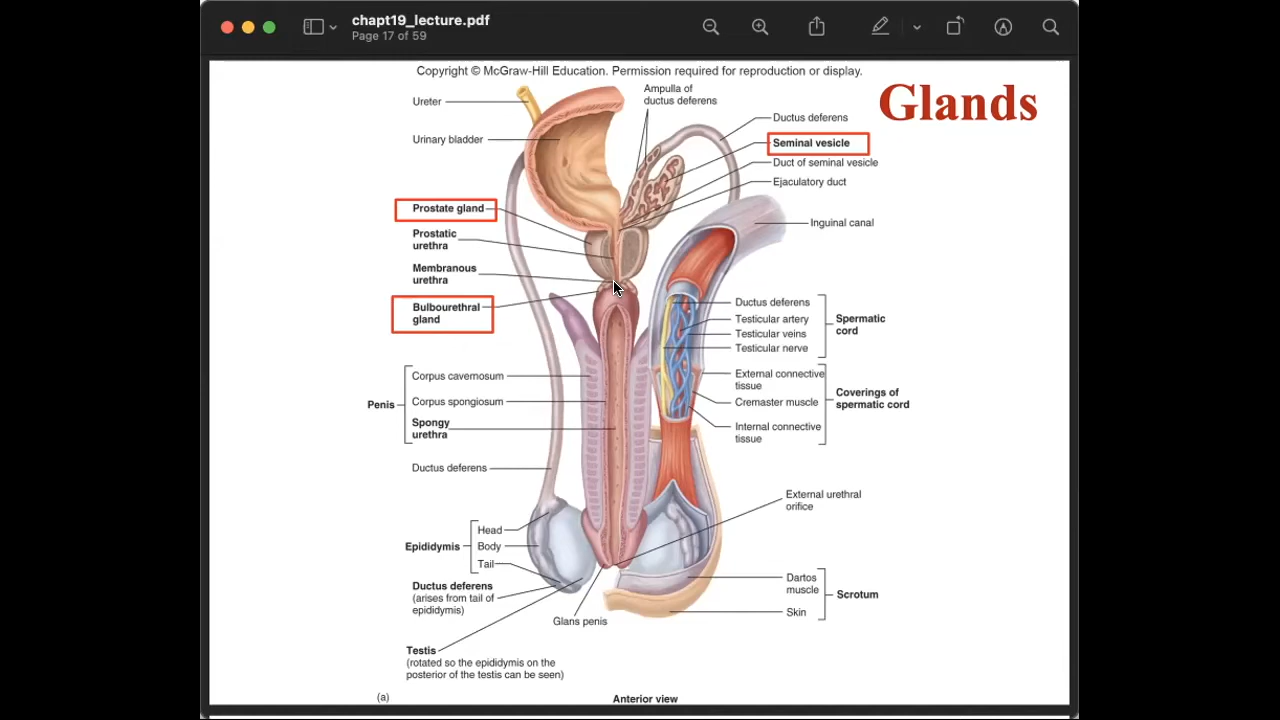 chapt19_lecture.pdf
Page 17 of 59
Copyright © McGraw-Hill Education. Permission required for reproduction or display.
Glands
Ureter
Urinary bladder
Prostate gland
Prostatic
urethra
Membranous
urethra
Bulbourethral
gland
Penis
Corpus cavernosum
Corpus spongiosum
Spongy
urethra
Ductus deferens
Epididymis
Head
Body
Tail
Ductus deferens
(arises from tail of
epididymis)
Testis
(rotated so the epididymis on the
posterior of the testis can be seen)
Glans penis
Ampulla of
ductus deferens
Ductus deferens
Seminal vesicle
Duct of seminal vesicle
Ejaculatory duct
Inguinal canal
Ductus deferens
Testicular artery
Testicular veins
Testicular nerve
Spermatic
cord
External connective
tissue
Cremaster muscle
Internal connective
tissue
Coverings of
spermatic cord
External urethral
orifice
Dartos
muscle
Skin
Scrotum
(a)
Anterior view